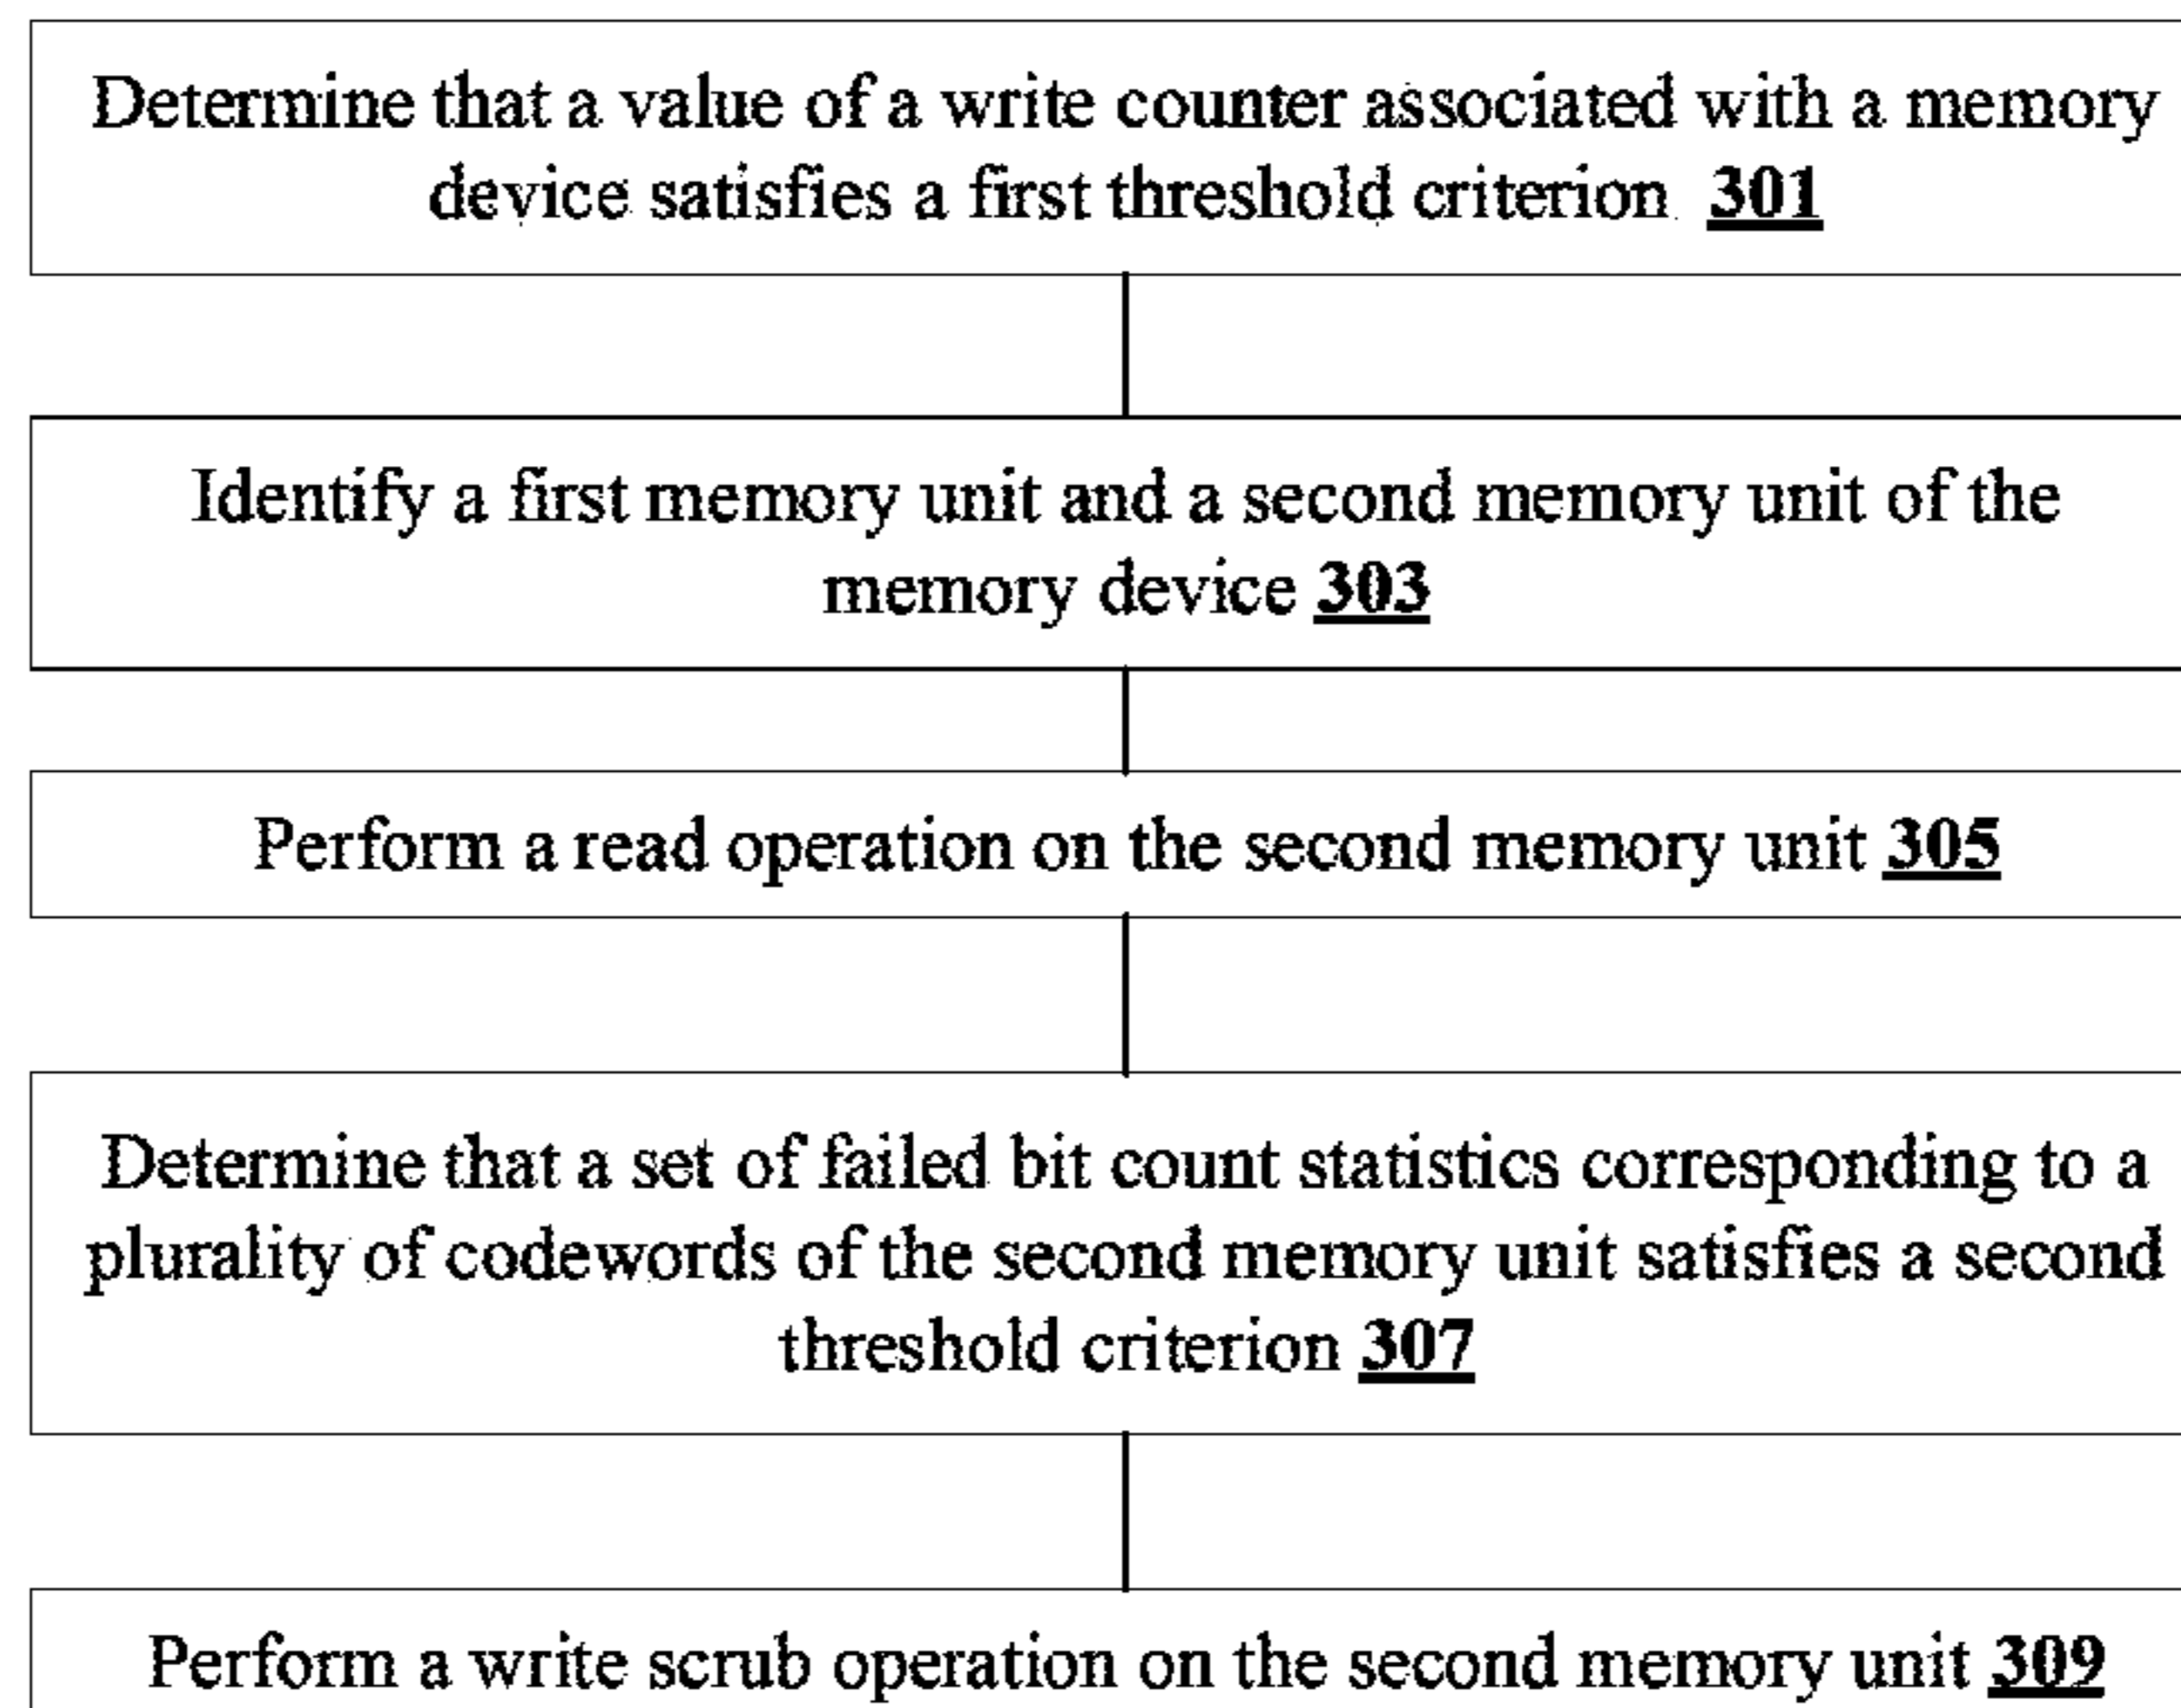 Determine that a value of a write counter associated with a memory
device satisfies a first threshold criterion 301
Identify a first memory unit and a second memory unit of the
memory device 303
Perform a read operation on the second memory unit 305
Determine that a set of failed bit count statistics corresponding to a
plurality of codewords of the second memory unit satisfies a second
threshold criterion 307
Perform a write scrub operation on the second memory unit 309